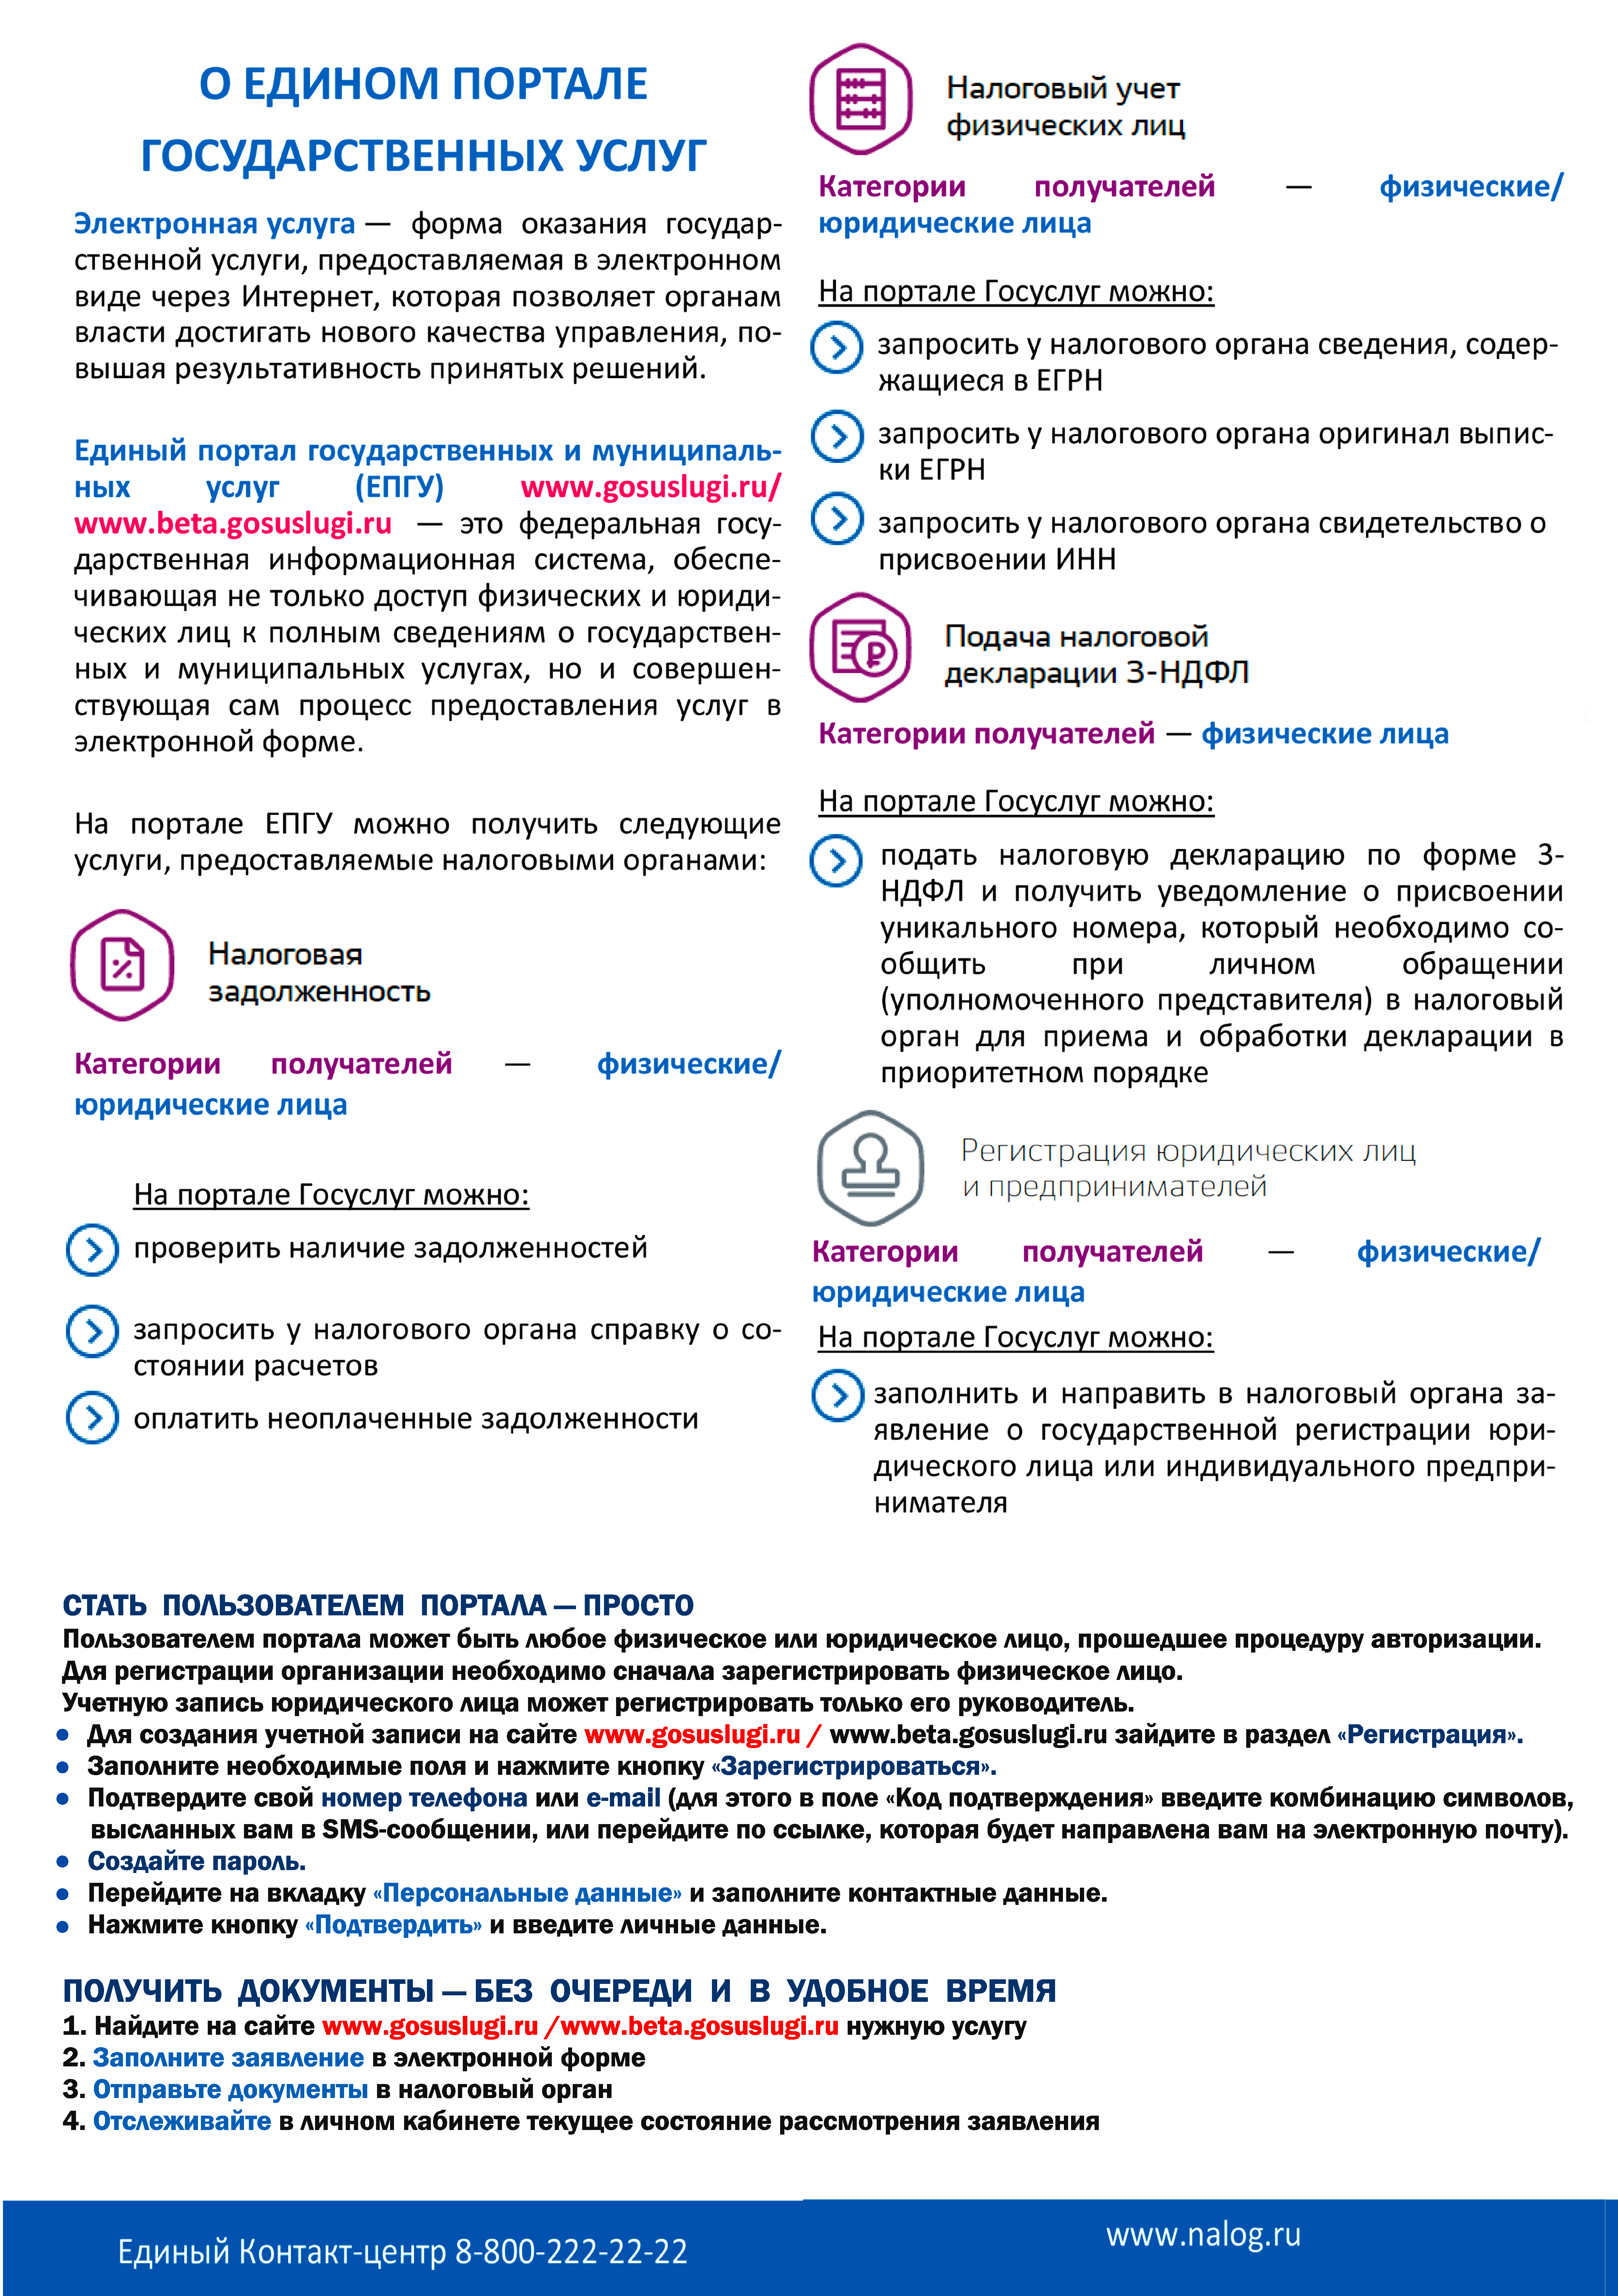 О ЕДИНОМ ПОРТАЛЕ
ГОСУДАРСТВЕННЫХ УСЛУГ
Электронная услуга — форма оказания государ-
ственной услуги, предоставляемая в электронном
виде через Интернет, которая позволяет органам
власти достигать нового качества управления, по-
вышая результативность принятых решений.
Единый портал государственных и муниципаль-
ных услуг (ЕПГУ) www.gosuslugi.ru/
www.beta.gosuslugi.ru — это федеральная госу-
дарственная информационная система, обеспе-
чивающая не только доступ физических и юриди-
ческих лиц к полным сведениям о государствен-
ных и муниципальных услугах, но и совершен-
ствующая сам процесс предоставления услуг в
электронной форме.
На портале ЕПГУ можно получить следующие
услуги, предоставляемые налоговыми органами:
Налоговая
задолженность
Категории получателей — физические/
юридические лица
На портале Госуслуг можно:
проверить наличие задолженностей
запросить у налогового органа справку о со-
стоянии расчетов
оплатить неоплаченные задолженности
Налоговый учет
физических лиц
Категории получателей — физические/
юридические лица
На портале Госуслуг можно:
запросить у налогового органа сведения, содер-
жащиеся в ЕГРН
запросить у налогового органа оригинал выпис-
ки ЕГРН
запросить у налогового органа свидетельство о
присвоении ИНН
Подача налоговой
декларации 3-НДФЛ
Категории получателей — физические лица
На портале Госуслуг можно:
подать налоговую декларацию по форме 3-
НДФЛ и получить уведомление о присвоении
уникального номера, который необходимо со-
общить при личном обращении
(уполномоченного представителя) в налоговый
орган для приема и обработки декларации в
приоритетном порядке
Регистрация юридических лиц
и предпринимателей
Категории получателей — физические/
юридические лица
На портале Госуслуг можно:
заполнить и направить в налоговый органа за-
явление о государственной регистрации юри-
дического лица или индивидуального предпри-
нимателя
СТАТЬ ПОЛЬЗОВАТЕЛЕМ ПОРТАЛА — ПРОСТО
Пользователем портала может быть любое физическое или юридическое лицо, прошедшее процедуру авторизации.
Для регистрации организации необходимо сначала зарегистрировать физическое лицо.
Учетную запись юридического лица может регистрировать только его руководитель.
• Для создания учетной записи на сайте www.gosuslugi.ru / www.beta.gosuslugi.ru зайдите в раздел «Регистрация».
• Заполните необходимые поля и нажмите кнопку «Зарегистрироваться».
• Подтвердите свой номер телефона или e-mail (для этого в поле «Код подтверждения» введите комбинацию символов,
высланных вам в SMS-сообщении, или перейдите по ссылке, которая будет направлена вам на электронную почту).
• Создайте пароль.
• Перейдите на вкладку «Персональные данные» и заполните контактные данные.
• Нажмите кнопку «Подтвердить» и введите личные данные.
ПОЛУЧИТЬ ДОКУМЕНТЫ — БЕЗ ОЧЕРЕДИ И В УДОБНОЕ ВРЕМЯ
1. Найдите на сайте www.gosuslugi.ru /www.beta.gosuslugi.ru нужную услугу
2. Заполните заявление в электронной форме
3. Отправьте документы в налоговый орган
4. Отслеживайте в личном кабинете текущее состояние рассмотрения заявления
Единый Контакт-центр 8-800-222-22-22
www.nalog.ru